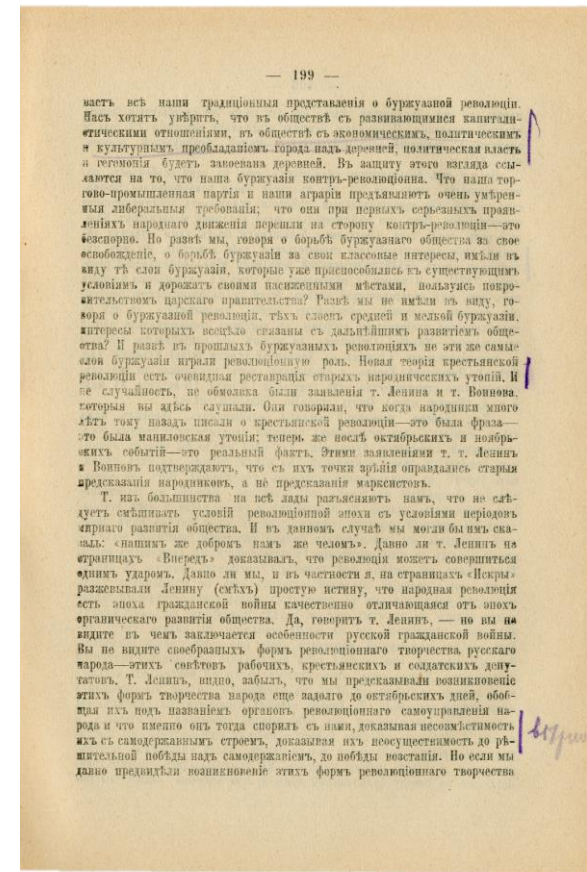 — 199 —
ваетъ всѣ наши традиціонныя представленія о буржуазной революціи.
Насъ хотятъ увѣрить, что въ обществѣ съ развивающимися капитали-
стическими отношеніями, въ обществѣ съ экономическимъ, политическимъ
и культурнымъ преобладаніемъ города надъ деревней, политическая власть
и гегемонія будетъ завоевана деревней. Въ защиту этого взгляда ссы-
лаются на то, что наша буржуазія контръ-революціонна. Что наша тор-
гово-промышленная партія и наши аграріи предъявляютъ очень умѣрен-
ныя либеральныя требованія; что они при первыхъ серьезныхъ прояв-
леніяхъ народнаго движенія перешли на сторону контръ-революціи—это
безспорно. Но развѣ мы, говоря о борьбѣ буржуазнаго общества за свое
освобожденіе, о борьбѣ буржуазіи за свои классовые интересы, имѣли въ
виду тѣ слои буржуазіи, которые уже приспособились къ существующимъ
условіямъ и дорожатъ своими насиженными мѣстами, пользуясь покро-
вительствомъ царскаго правительства? Развѣ мы не имѣли въ виду, го-
воря о буржуазной революціи, тѣхъ слоевъ средней и мелкой буржуазіи,
интересы которыхъ всецѣло связаны съ дальнѣйшимъ развитіемъ обще-
ства? И развѣ въ прошлыхъ буржуазныхъ революціяхъ не эти же самые
слои буржуазіи играли революціонную роль. Новая теорія крестьянской
революціи есть очевидная реставрація старыхъ народническихъ утопій. И
не случайность, не обмолвка были заявленія т. Ленина и т. Воинова,
которыя вы здѣсь слушали. Они говорили, что когда народники много
лѣтъ тому назадъ писали о крестьянской революціи—это была фраза—
это была маниловская утопія; теперь же послѣ октябрьскихъ и ноябрь-
скихъ событій—это реальный фактъ. Этими заявленіями т. т. Ленинъ
и Воиновъ подтверждаютъ, что съ ихъ точки зрѣнія оправдались старыя
предсказанія народниковъ, а не предсказанія марксистовъ.
Т. изъ большинства на всѣ лады разъясняютъ намъ, что не слѣ-
дуетъ смѣшивать условій революціонной эпохи съ условіями періодовъ
мирнаго развитія общества. И въ данномъ случаѣ мы могли бы имъ ска-
зать: «нашимъ же добромъ намъ же челомъ». Давно ли т. Ленинъ на
страницахъ «Впередъ» доказывалъ, что революція можетъ совершиться
однимъ ударомъ. Давно ли мы, и въ частности я, на страницахъ «Искры»
разжевывали Ленину (смѣхъ) простую истину, что народная революція
есть эпоха гражданской войны качественно отличающаяся отъ эпохъ
органическаго развитія общества. Да, говоритъ т. Ленинъ, — но вы не
видите въ чемъ заключается особенности русской гражданской войны.
Вы не видите своебразныхъ формъ революціоннаго творчества русскаго
народа—этихъ совѣтовъ рабочихъ, крестьянскихъ и солдатскихъ депу-
татовъ. Т. Ленинъ, видно, забылъ, что мы предсказывали возникновеніе
этихъ формъ творчества народа еще задолго до октябрьскихъ дней, обоб-
щая ихъ подъ названіемъ органовъ революціоннаго самоуправленія на-
рода и что именно онъ тогда спорилъ съ нами, доказывая несовмѣстимость
ихъ съ самодержавнымъ строемъ, доказывая ихъ неосуществимость до рѣ-
шительной побѣды надъ самодержавіемъ, до побѣды возстанія. Но если мы
давно предвидѣли возникновеніе этихъ формъ революціоннаго творчества